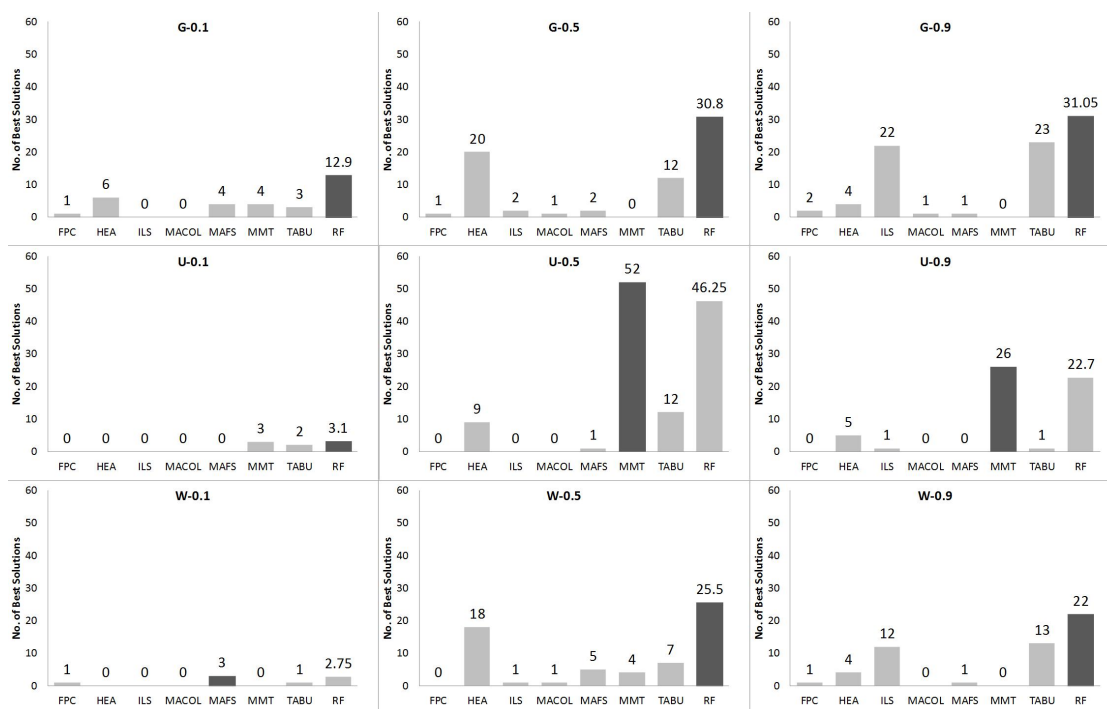 G-0.1
No. of Best Solutions
60
50
40
30
20
10
0
1 6 0 0 4 4 3 12.9
FPC HEA ILS MACOL MAFS MMT TABU RF
G-0.5
No. of Best Solutions
60
50
40
30
20
10
0
1 20 2 1 2 0 12 30.8
FPC HEA ILS MACOL MAFS MMT TABU RF
G-0.9
No. of Best Solutions
60
50
40
30
20
10
0
2 4 22 1 1 0 23 31.05
FPC HEA ILS MACOL MAFS MMT TABU RF
U-0.1
No. of Best Solutions
60
50
40
30
20
10
0
0 0 0 0 0 3 2 3.1
FPC HEA ILS MACOL MAFS MMT TABU RF
U-0.5
No. of Best Solutions
60
50
40
30
20
10
0
0 9 0 0 1 52 12 46.25
FPC HEA ILS MACOL MAFS MMT TABU RF
U-0.9
No. of Best Solutions
60
50
40
30
20
10
0
0 5 1 0 0 26 1 22.7
FPC HEA ILS MACOL MAFS MMT TABU RF
W-0.1
No. of Best Solutions
60
50
40
30
20
10
0
1 0 0 0 3 0 1 2.75
FPC HEA ILS MACOL MAFS MMT TABU RF
W-0.5
No. of Best Solutions
60
50
40
30
20
10
0
0 18 1 1 5 4 7 25.5
FPC HEA ILS MACOL MAFS MMT TABU RF
W-0.9
No. of Best Solutions
60
50
40
30
20
10
0
1 4 12 0 1 0 13 22
FPC HEA ILS MACOL MAFS MMT TABU RF